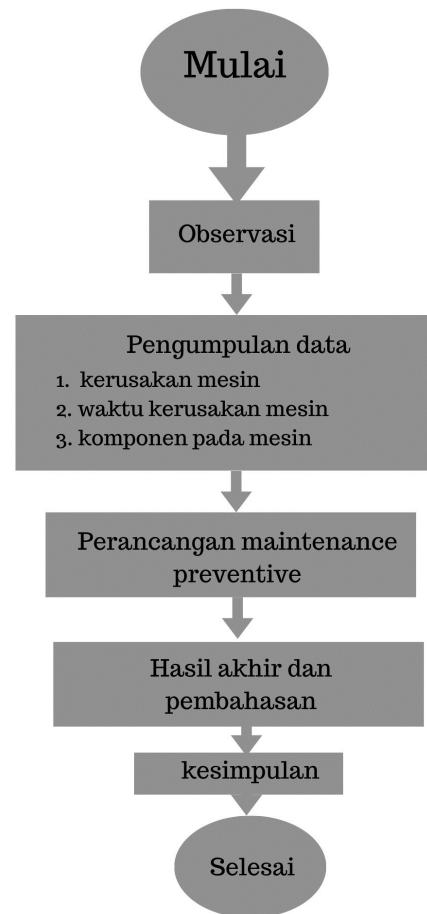 Mulai
Observasi
Pengumpulan data
1. kerusakan mesin
2. waktu kerusakan mesin
3. komponen pada mesin
Perancangan maintenance
preventive
Hasil akhir dan
pembahasan
kesimpulan
Selesai